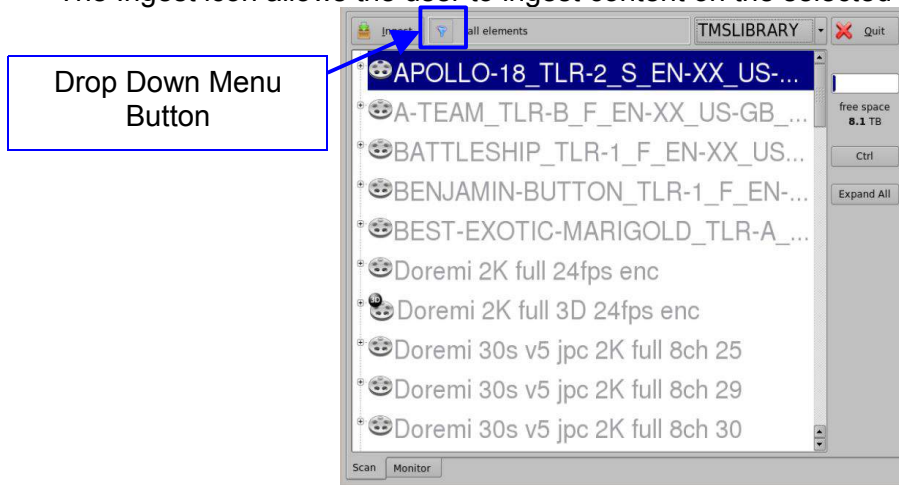 The Ingest icon allows the user to ingest content on the selected
Ingest all elements TMSLIBRARY Quit
Drop Down Menu
Button
APOLLO-18_TLR-2_S_EN-XX_US-...
A-TEAM_TLR-B_F_EN-XX_US-GB_...
BATTLESHIP_TLR-1_F_EN-XX_US...
BENJAMIN-BUTTON_TLR-1_F_EN-...
BEST-EXOTIC-MARIGOLD_TLR-A_...
Doremi 2K full 24fps enc
3D
Doremi 2K full 3D 24fps enc
Doremi 30s v5 jpc 2K full 8ch 25
Doremi 30s v5 jpc 2K full 8ch 29
Doremi 30s v5 jpc 2K full 8ch 30
free space
8.1 TB
Ctrl
Expand All
Scan Monitor